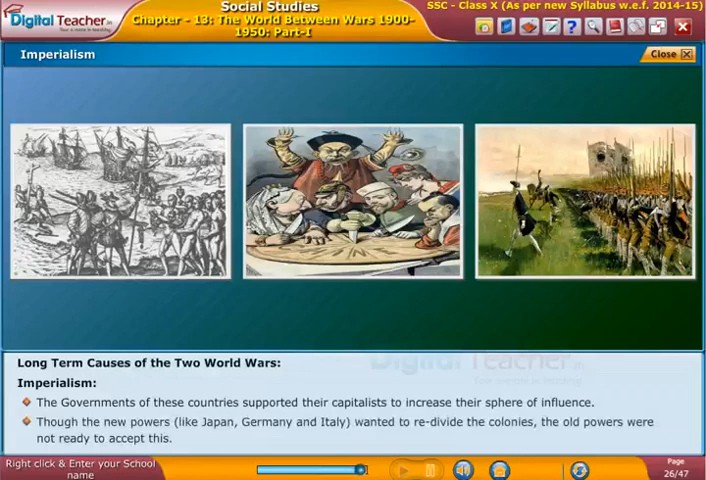 Digital Teacher.in
Social Studies
Chapter - 13: The World Between Wars 1900-
1950: Part-I
SSC - Class X (As per new Syllabus w.e.f. 2014-15)
Imperialism
Close
Digital Teacher.in
Long Term Causes of the Two World Wars:
Imperialism:
The Governments of these countries supported their capitalists to increase their sphere of influence.
Though the new powers (like Japan, Germany and Italy) wanted to re-divide the colonies, the old powers were
not ready to accept this.
Right click & Enter your School
name
Page
26/47